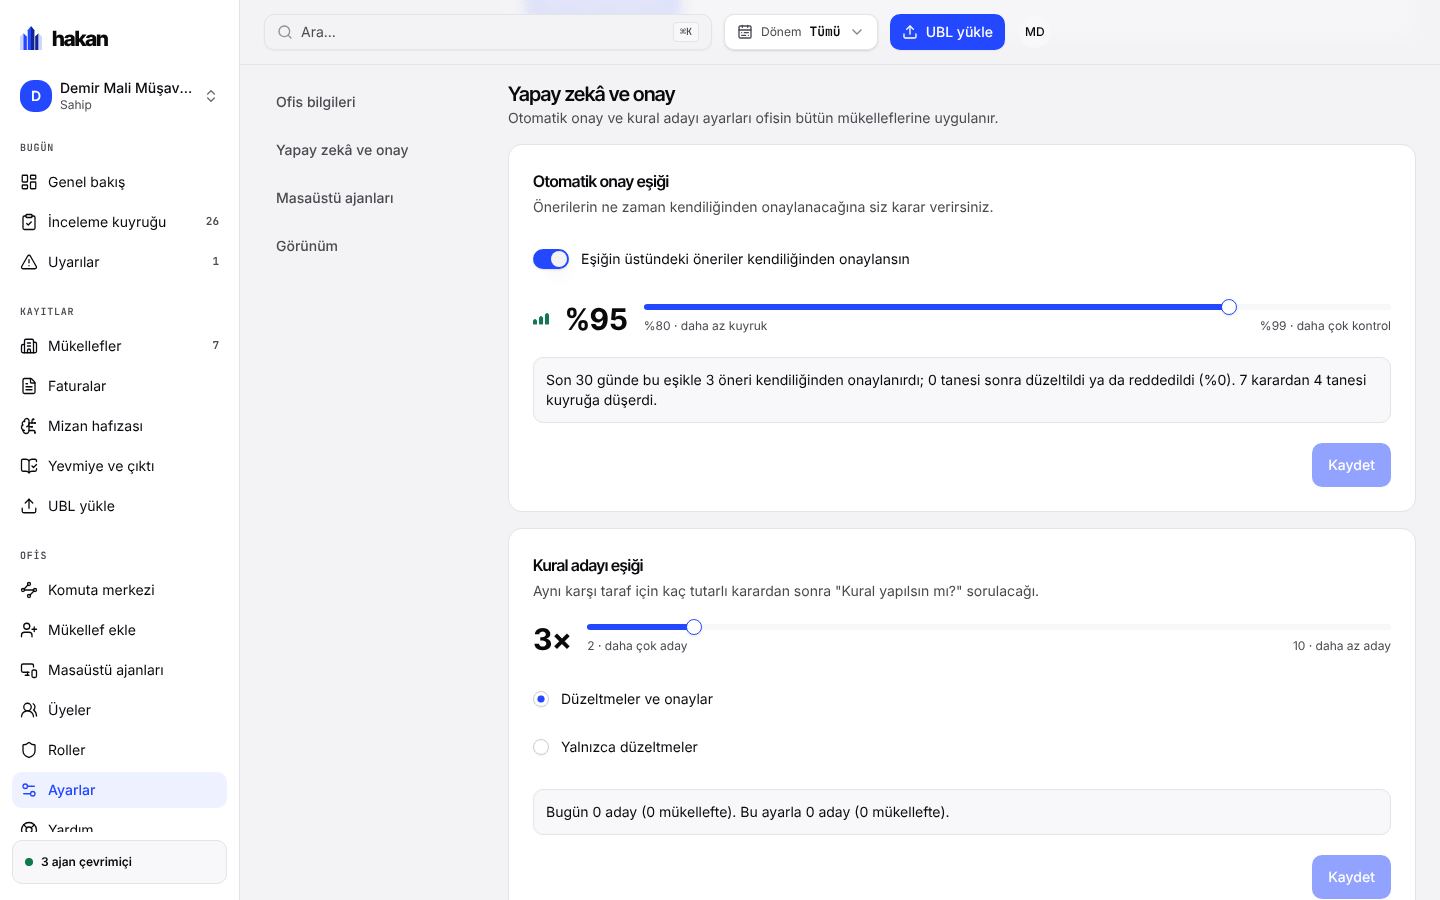 hakan
D
Demir Mali Müşav...
Sahip
BUGÜN
Genel bakış
İnceleme kuyruğu 26
Uyarılar 1
KAYITLAR
Mükellefler 7
Faturalar
Mizan hafızası
Yevmiye ve çıktı
UBL yükle
OFİS
Komuta merkezi
Mükellef ekle
Masaüstü ajanları
Üyeler
Roller
Ayarlar
Yardım
3 ajan çevrimiçi
Ara... ⌘K
Dönem Tümü
UBL yükle
MD
Ofis bilgileri
Yapay zekâ ve onay
Masaüstü ajanları
Görünüm
Yapay zekâ ve onay
Otomatik onay ve kural adayı ayarları ofisin bütün mükelleflerine uygulanır.
Otomatik onay eşiği
Önerilerin ne zaman kendiliğinden onaylanacağına siz karar verirsiniz.
Eşiğin üstündeki öneriler kendiliğinden onaylansın
%95
%80 · daha az kuyruk %99 · daha çok kontrol
Son 30 günde bu eşikle 3 öneri kendiliğinden onaylanırdı; 0 tanesi sonra düzeltildi ya da reddedildi (%0). 7 karardan 4 tanesi
kuyruğa düşerdi.
Kaydet
Kural adayı eşiği
Aynı karşı taraf için kaç tutarlı karardan sonra "Kural yapılsın mı?" sorulacağı.
3×
2 · daha çok aday 10 · daha az aday
Düzeltmeler ve onaylar
Yalnızca düzeltmeler
Bugün 0 aday (0 mükellefte). Bu ayarla 0 aday (0 mükellefte).
Kaydet